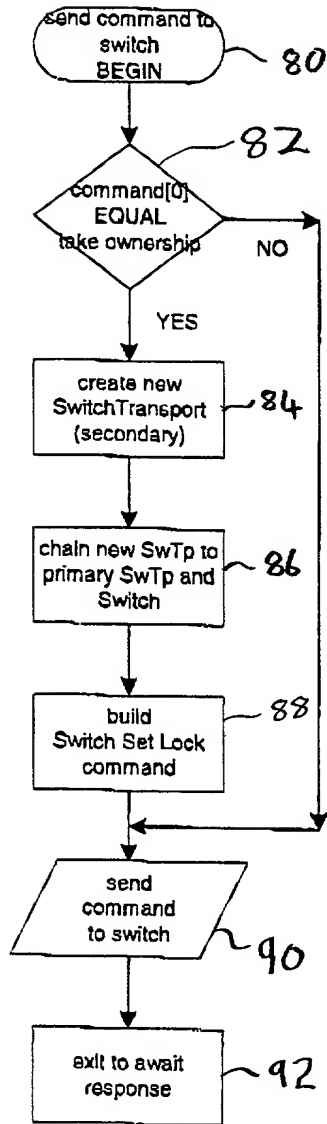 send command to
switch
BEGIN
80
82
command[0]
EQUAL
take ownership
NO
YES
create new
SwitchTransport
(secondary)
84
chain new SwTp to
primary SwTp and
Switch
86
build
Switch Set Lock
command
88
send
command
to switch
90
exit to await
response
92